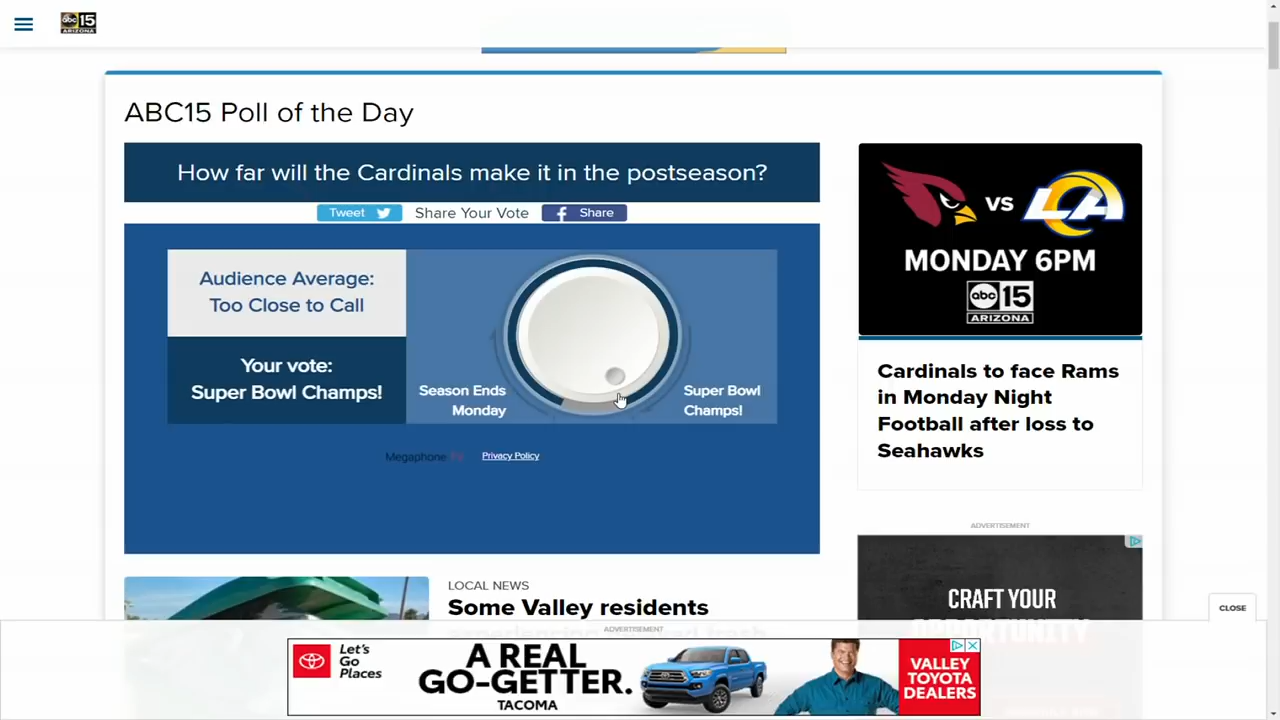 abc 15
ARIZONA
ABC15 Poll of the Day
How far will the Cardinals make it in the postseason?
Tweet
Share Your Vote
Share
Audience Average:
Too Close to Call
Your vote:
Super Bowl Champs!
Season Ends
Monday
Super Bowl
Champs!
Megaphone
Privacy Policy
VS
LA
MONDAY 6PM
abc 15
ARIZONA
Cardinals to face Rams
in Monday Night
Football after loss to
Seahawks
ADVERTISEMENT
CRAFT YOUR
OPPORTUNITY
LOCAL NEWS
Some Valley residents
CLOSE
ADVERTISEMENT
LET'S
GO
PLACES
A REAL
GO-GETTER.
TACOMA
VALLEY
TOYOTA
DEALERS